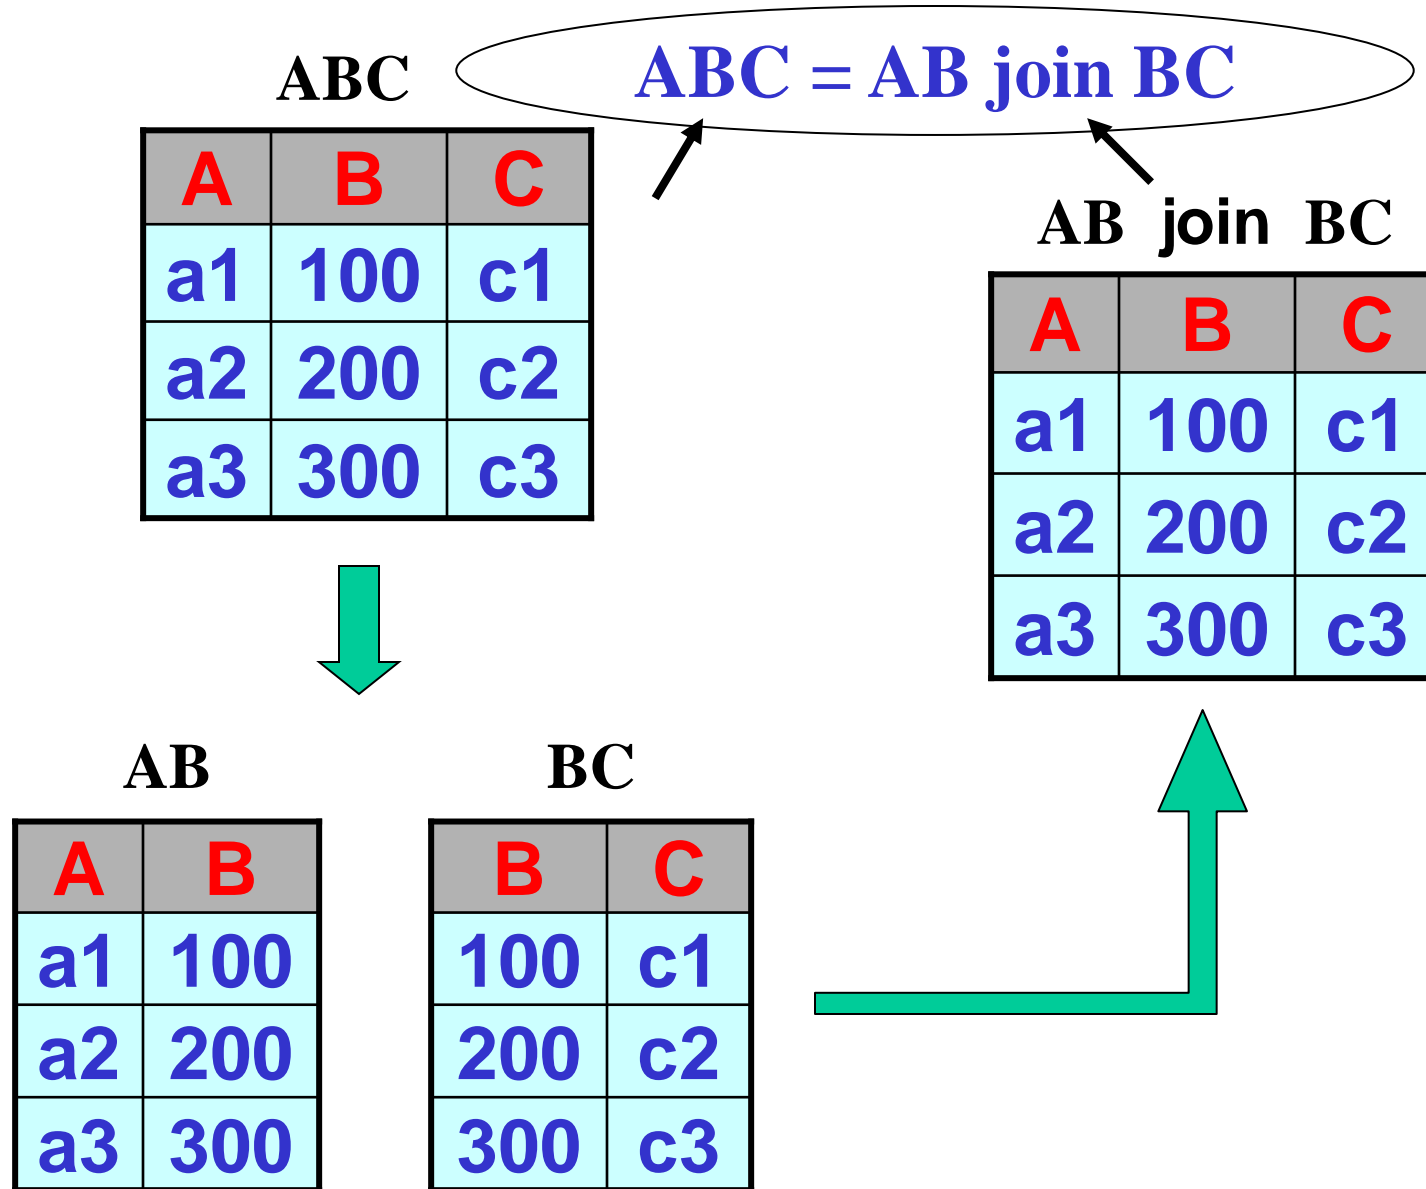 ABC = AB join BC
ABC
A B C
a1 100 c1
a2 200 c2
a3 300 c3
AB join BC
A B C
a1 100 c1
a2 200 c2
a3 300 c3
AB
A B
a1 100
a2 200
a3 300
BC
B C
100 c1
200 c2
300 c3